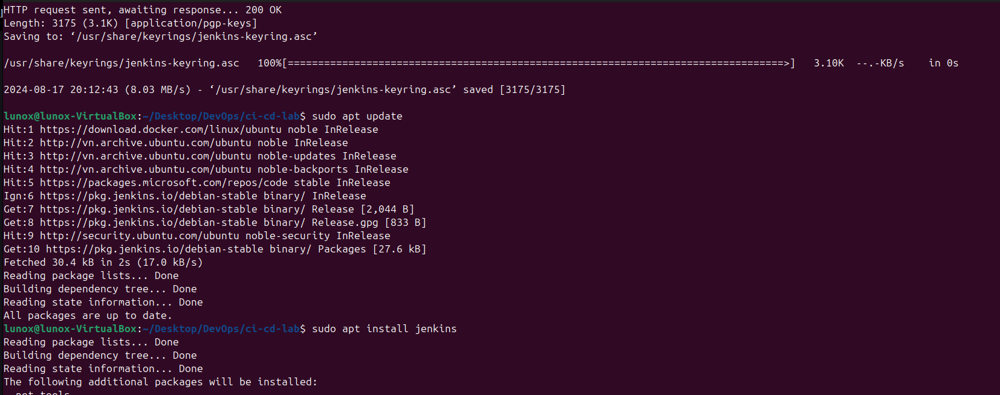 HTTP request sent, awaiting response... 200 OK
Length: 3175 (3.1K) [application/pgp-keys]
Saving to: ‘/usr/share/keyrings/jenkins-keyring.asc’
/usr/share/keyrings/jenkins-keyring.asc   100%[==================================================================================>]   3.10K  --.-KB/s    in 0s
2024-08-17 20:12:43 (8.03 MB/s) - ‘/usr/share/keyrings/jenkins-keyring.asc’ saved [3175/3175]
lunox@lunox-VirtualBox:~/Desktop/DevOps/ci-cd-lab$ sudo apt update
Hit:1 https://download.docker.com/linux/ubuntu noble InRelease
Hit:2 http://vn.archive.ubuntu.com/ubuntu noble InRelease
Hit:3 http://vn.archive.ubuntu.com/ubuntu noble-updates InRelease
Hit:4 http://vn.archive.ubuntu.com/ubuntu noble-backports InRelease
Hit:5 https://packages.microsoft.com/repos/code stable InRelease
Ign:6 https://pkg.jenkins.io/debian-stable binary/ InRelease
Get:7 https://pkg.jenkins.io/debian-stable binary/ Release [2,044 B]
Get:8 https://pkg.jenkins.io/debian-stable binary/ Release.gpg [833 B]
Hit:9 http://security.ubuntu.com/ubuntu noble-security InRelease
Get:10 https://pkg.jenkins.io/debian-stable binary/ Packages [27.6 kB]
Fetched 30.4 kB in 2s (17.0 kB/s)
Reading package lists... Done
Building dependency tree... Done
Reading state information... Done
All packages are up to date.
lunox@lunox-VirtualBox:~/Desktop/DevOps/ci-cd-lab$ sudo apt install jenkins
Reading package lists... Done
Building dependency tree... Done
Reading state information... Done
The following additional packages will be installed:
net-tools